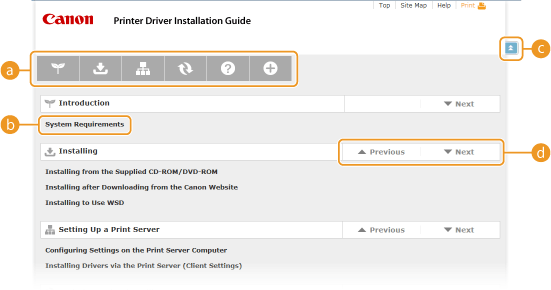 Top | Site Map | Help | Print
Canon Printer Driver Installation Guide
a
c
Introduction Next
b
System Requirements
Installing Previous Next
d
Installing from the Supplied CD-ROM/DVD-ROM
Installing after Downloading from the Canon Website
Installing to Use WSD
Setting Up a Print Server Previous Next
Configuring Settings on the Print Server Computer
Installing Drivers via the Print Server (Client Settings)